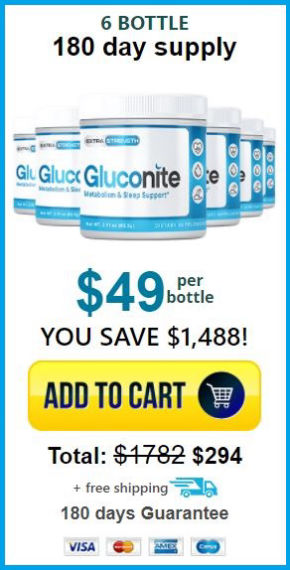 6 BOTTLE
180 day supply
EXTRA STRENGTH
Gluconite
Metabolism & Sleep Support*
$49 per bottle
YOU SAVE $1,488!
ADD TO CART
Total: $1782 $294
+ free shipping
180 days Guarantee
VISA AMEX